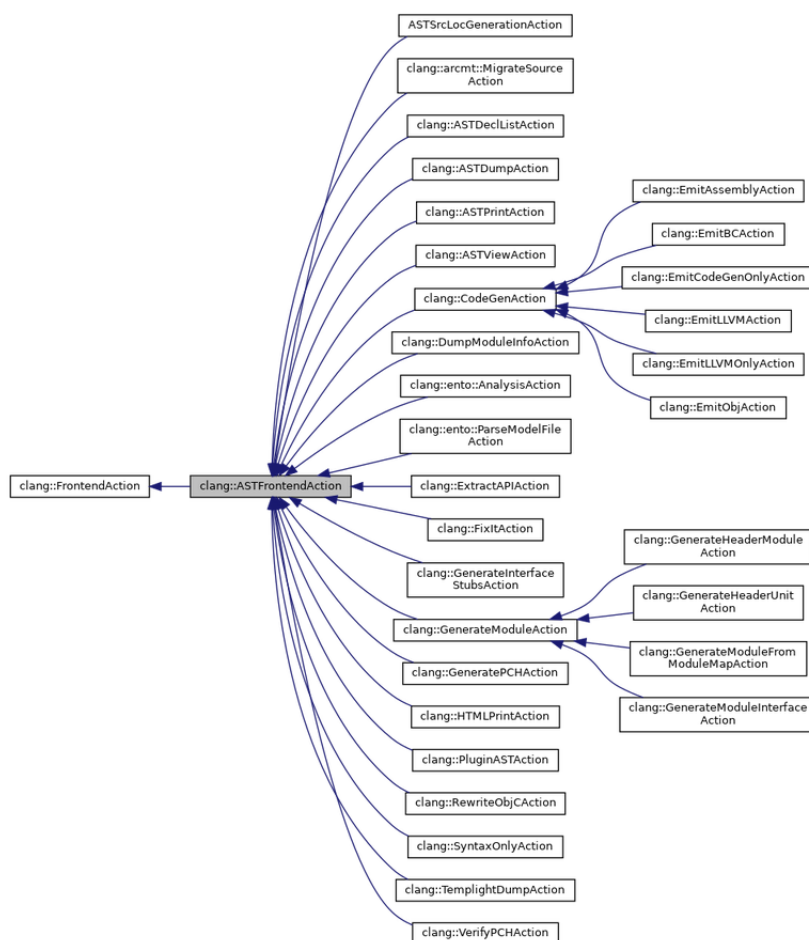 ASTSrcLocGenerationAction
clang::arcmt::MigrateSource
Action
clang::ASTDeclListAction
clang::ASTDumpAction
clang::ASTPrintAction
clang::ASTViewAction
clang::CodeGenAction
clang::DumpModuleInfoAction
clang::ento::AnalysisAction
clang::ento::ParseModelFile
Action
clang::FrontendAction
clang::ASTFrontendAction
clang::ExtractAPIAction
clang::FixItAction
clang::GenerateInterface
StubsAction
clang::GenerateModuleAction
clang::GeneratePCHAction
clang::HTMLPrintAction
clang::PluginASTAction
clang::RewriteObjCAction
clang::SyntaxOnlyAction
clang::TemplightDumpAction
clang::VerifyPCHAction
clang::EmitAssemblyAction
clang::EmitBCAction
clang::EmitCodeGenOnlyAction
clang::EmitLLVMAction
clang::EmitLLVMOnlyAction
clang::EmitObjAction
clang::GenerateHeaderModule
Action
clang::GenerateHeaderUnit
Action
clang::GenerateModuleFrom
ModuleMapAction
clang::GenerateModuleInterface
Action